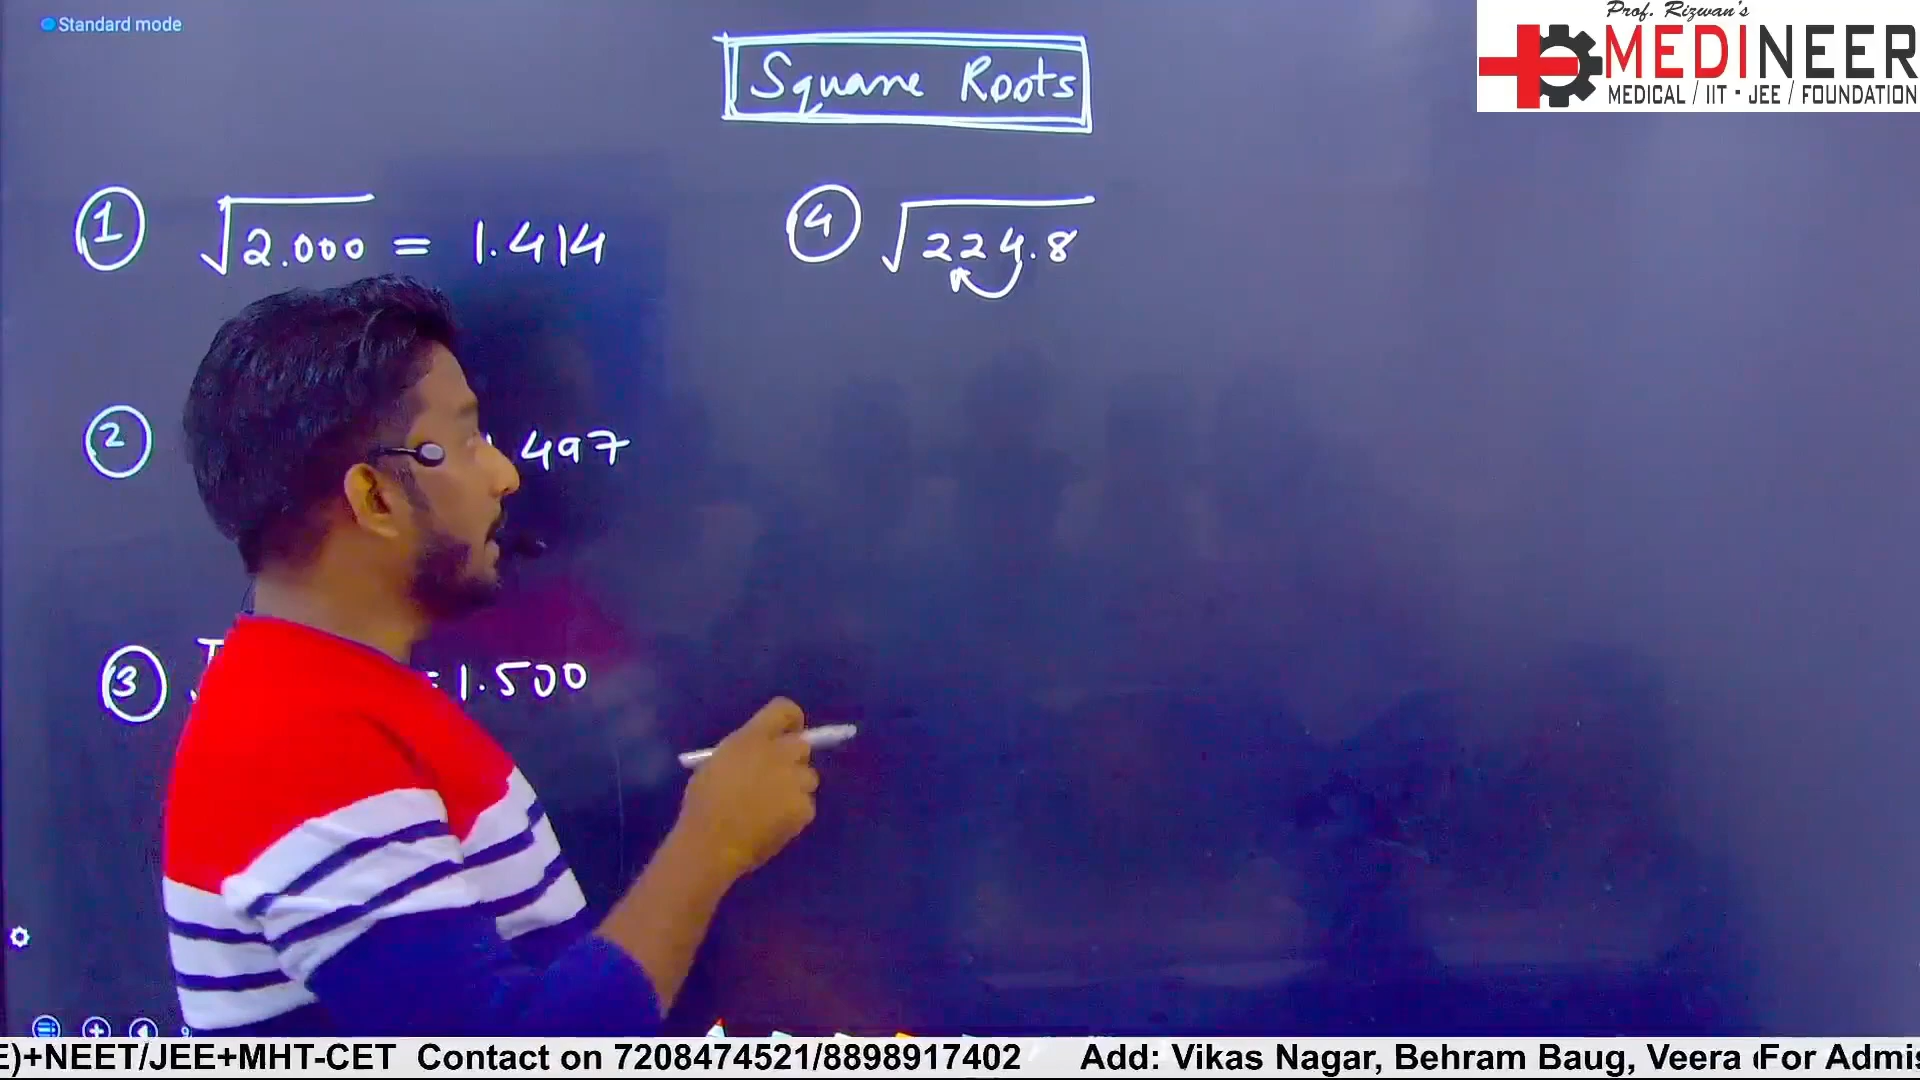 Standard mode
Prof. Rizwan's
MEDINEER
MEDICAL / IIT - JEE / FOUNDATION
Square Roots
① √2.000 = 1.414
④ √224.8
② .497
③ = 1.500
E)+NEET/JEE+MHT-CET Contact on 7208474521/8898917402 Add: Vikas Nagar, Behram Baug, Veera For Admis